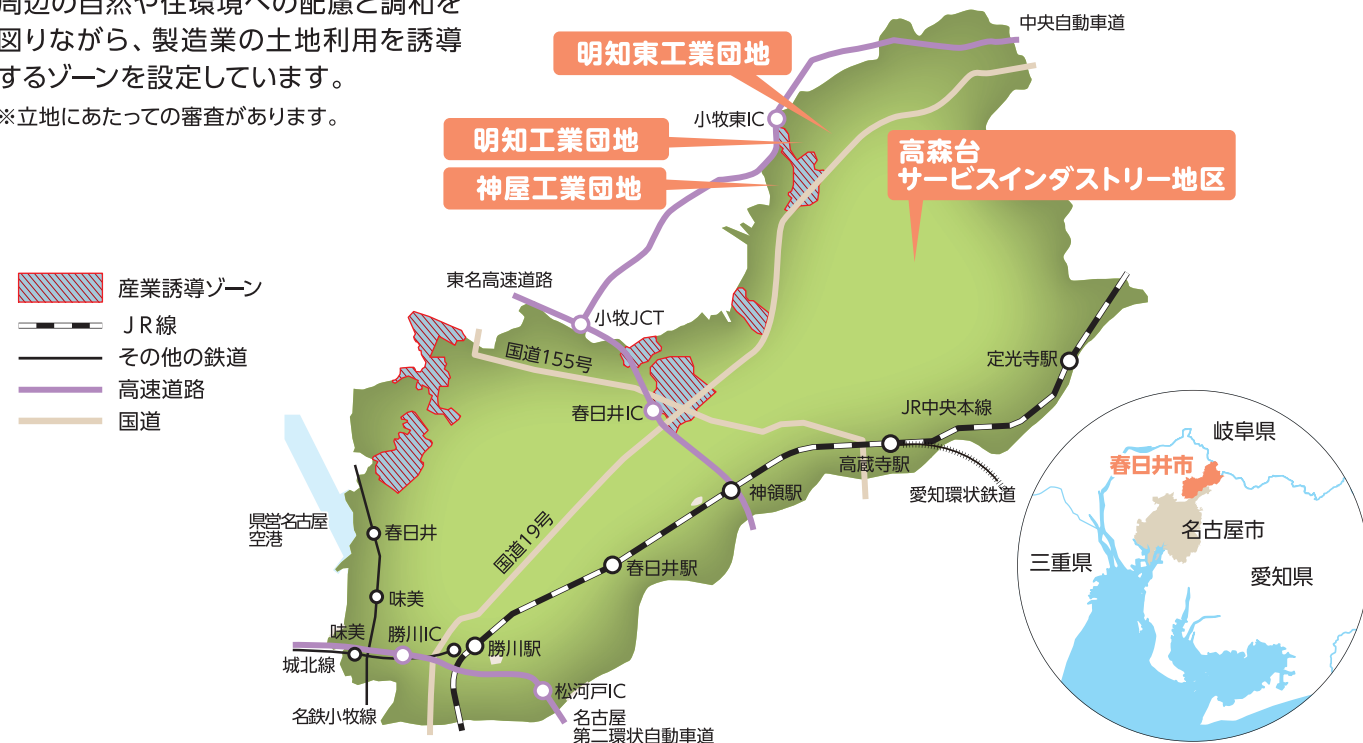 周辺の自然や住環境への配慮と調和を
図りながら、製造業の土地利用を誘導
するゾーンを設定しています。
※立地にあたっての審査があります。
中央自動車道
明知東工業団地
小牧東IC
明知工業団地
神屋工業団地
高森台
サービスインダストリー地区
産業誘導ゾーン
JR線
その他の鉄道
高速道路
国道
東名高速道路
小牧JCT
国道155号
春日井IC
定光寺駅
JR中央本線
高蔵寺駅
愛知環状鉄道
神領駅
県営名古屋
空港
春日井
国道19号
春日井駅
味美
味美
勝川IC
勝川駅
城北線
松河戸IC
名鉄小牧線
名古屋
第二環状自動車道
岐阜県
春日井市
名古屋市
三重県
愛知県